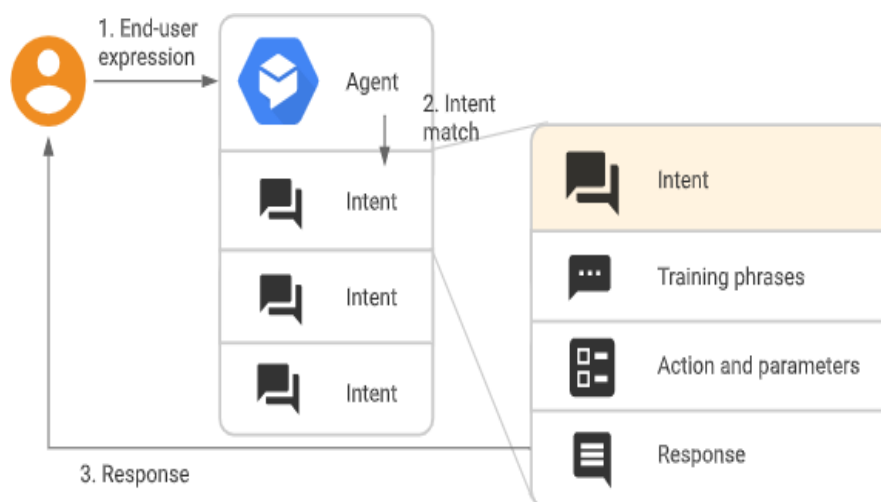 1. End-user
expression
Agent
2. Intent
match
Intent
Intent
Intent
Intent
Training phrases
Action and parameters
Response
3. Response